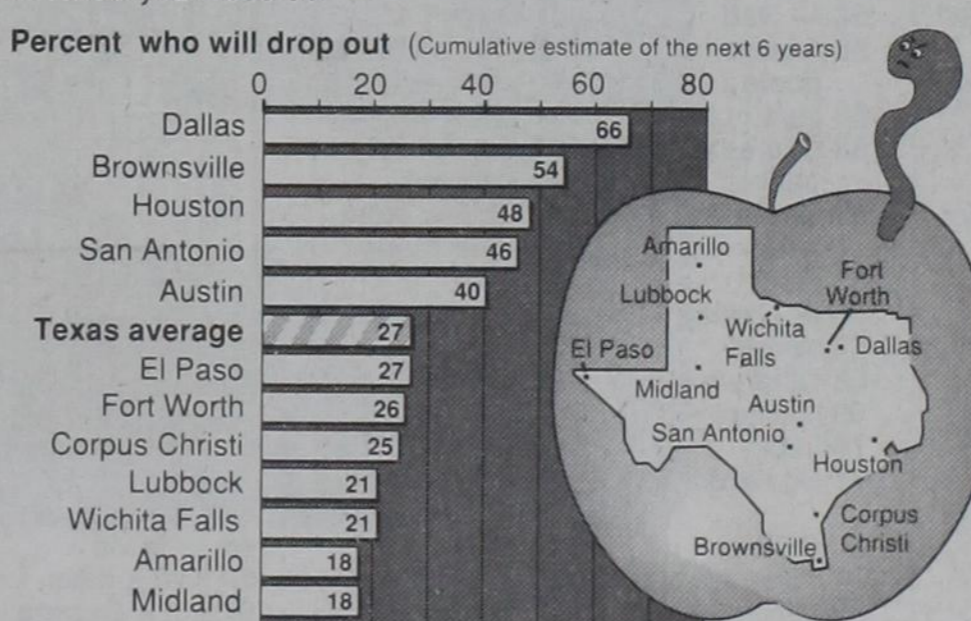 Percent who will drop out (Cumulative estimate of the next 6 years)
0 20 40 60 80
Dallas 66
Brownsville 54
Houston 48
San Antonio 46
Austin 40
Texas average 27
El Paso 27
Fort Worth 26
Corpus Christi 25
Lubbock 21
Wichita Falls 21
Amarillo 18
Midland 18
Amarillo
Lubbock
Fort
Worth
Wichita
Falls
Dallas
El Paso
Midland
Austin
San Antonio
Houston
Corpus
Christi
Brownsville